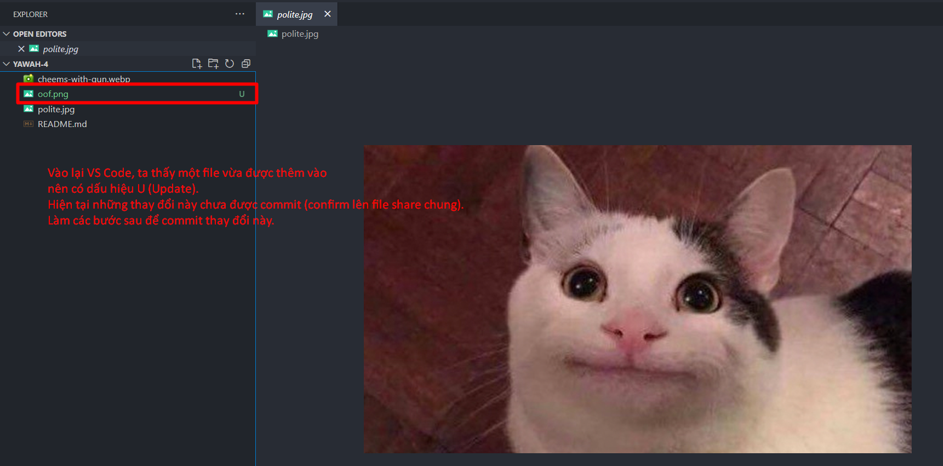 EXPLORER
polite.jpg
OPEN EDITORS
polite.jpg
polite.jpg
YAWAH-4
cheems-with-gun.webp
oof.png U
polite.jpg
README.md
Vào lại VS Code, ta thấy một file vừa được thêm vào
nên có dấu hiệu U (Update).
Hiện tại những thay đổi này chưa được commit (confirm lên file share chung).
Làm các bước sau để commit thay đổi này.